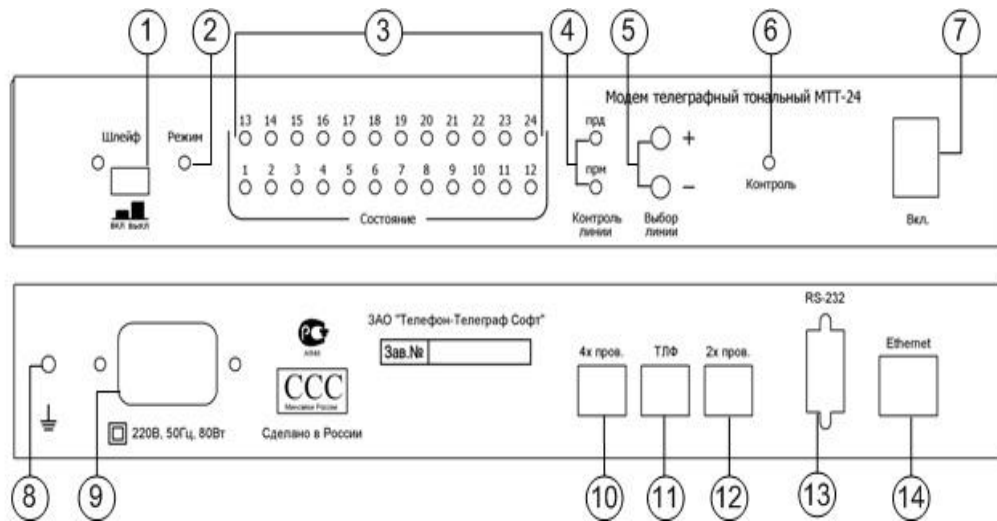 1 2 3 4 5 6 7
Модем телеграфный тональный МТТ-24
Шлейф Режим 13 14 15 16 17 18 19 20 21 22 23 24 прд +
1 2 3 4 5 6 7 8 9 10 11 12 прм − Контроль
ВКЛ ВЫКЛ Состояние Контроль линии Выбор линии Вкл.
RS-232
ЗАО "Телефон-Телеграф Софт"
Зав.№ 4х пров. ТЛФ 2х пров. Ethernet
ССС
220В, 50Гц, 80Вт Сделано в России
8 9 10 11 12 13 14